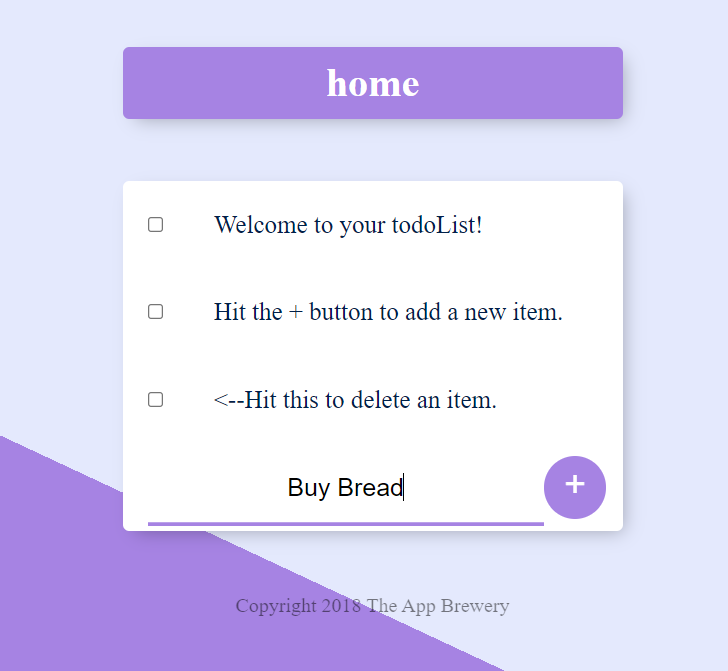 home
Welcome to your todoList!
Hit the + button to add a new item.
<--Hit this to delete an item.
Buy Bread
+
Copyright 2018 The App Brewery